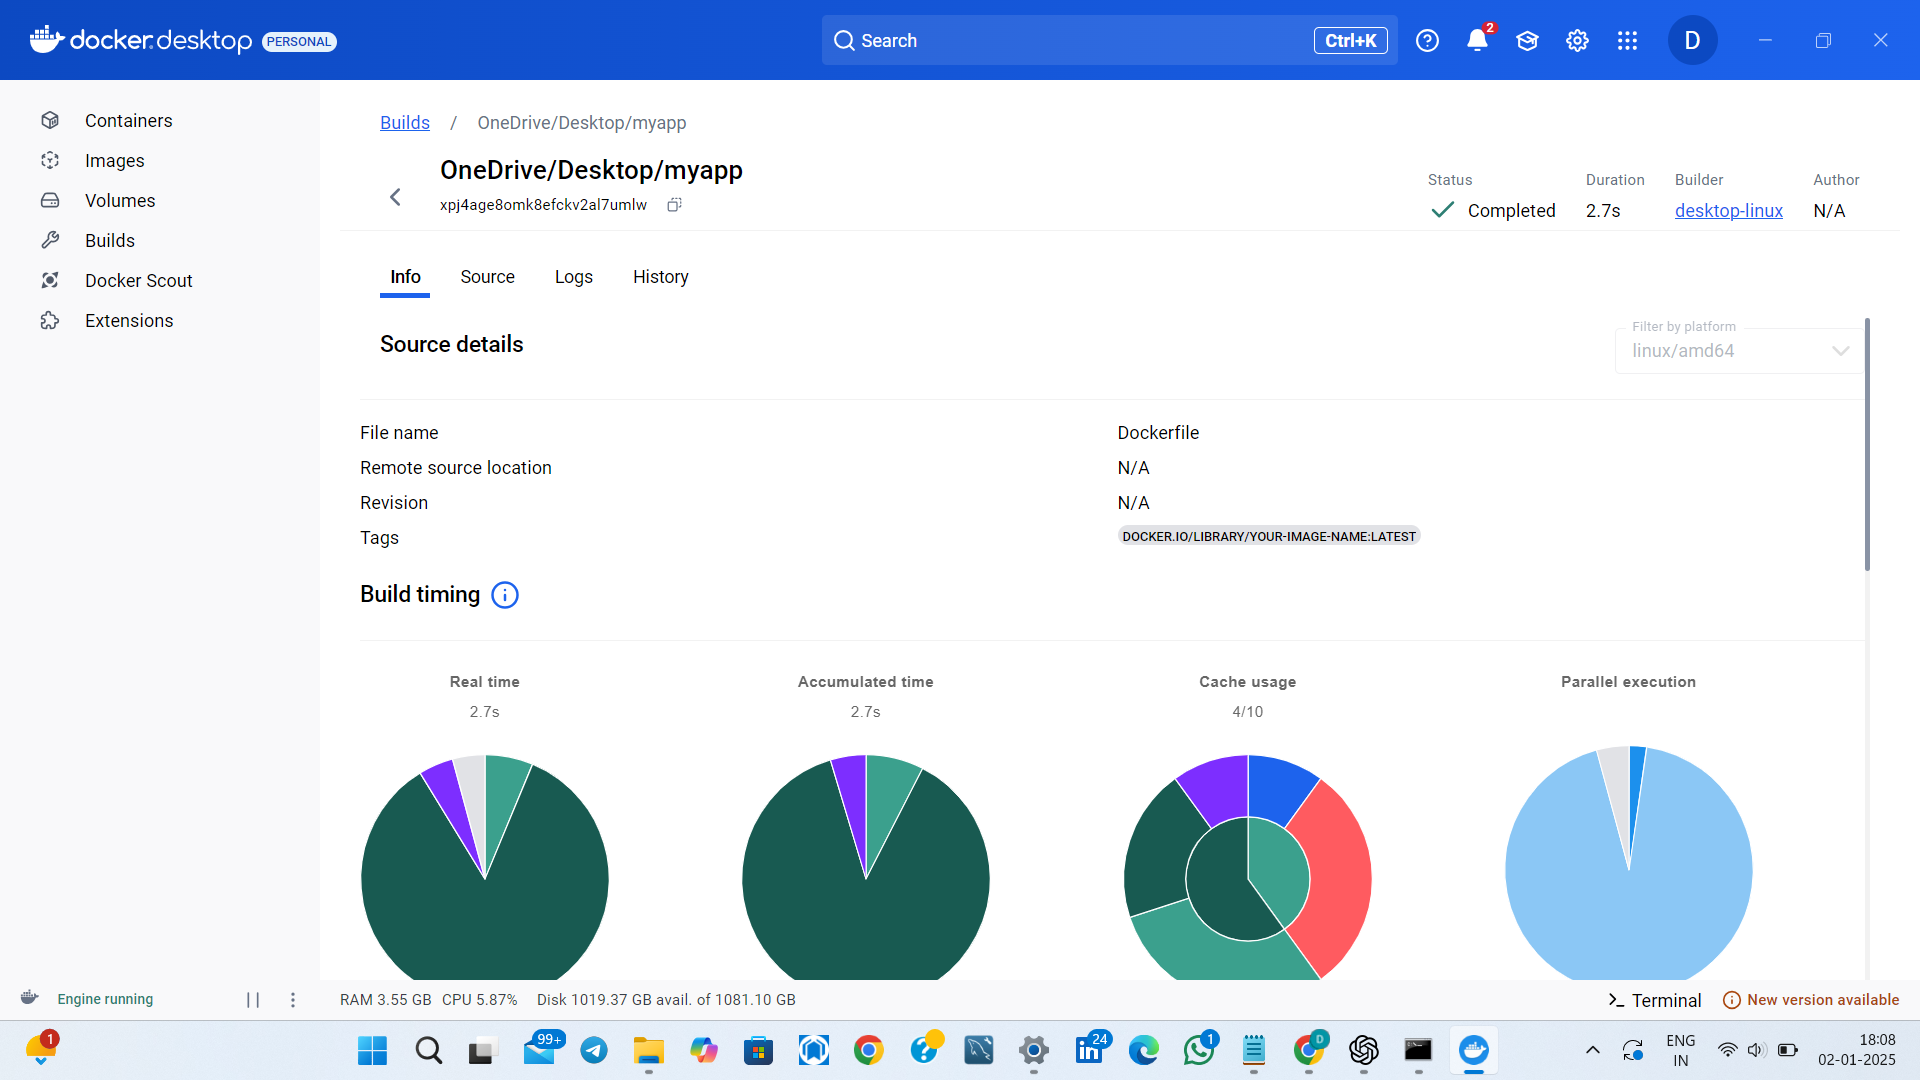 docker.desktop PERSONAL
Search Ctrl+K
2
D
Containers
Images
Volumes
Builds
Docker Scout
Extensions
Builds / OneDrive/Desktop/myapp
OneDrive/Desktop/myapp
xpj4age8omk8efckv2al7umlw
Status Duration Builder Author
Completed 2.7s desktop-linux N/A
Info Source Logs History
Source details
Filter by platform
linux/amd64
File name Dockerfile
Remote source location N/A
Revision N/A
Tags DOCKER.IO/LIBRARY/YOUR-IMAGE-NAME:LATEST
Build timing
Real time Accumulated time Cache usage Parallel execution
2.7s 2.7s 4/10
Engine running RAM 3.55 GB CPU 5.87% Disk 1019.37 GB avail. of 1081.10 GB Terminal New version available
1 99+ 24 1 D
ENG
IN
18:08
02-01-2025